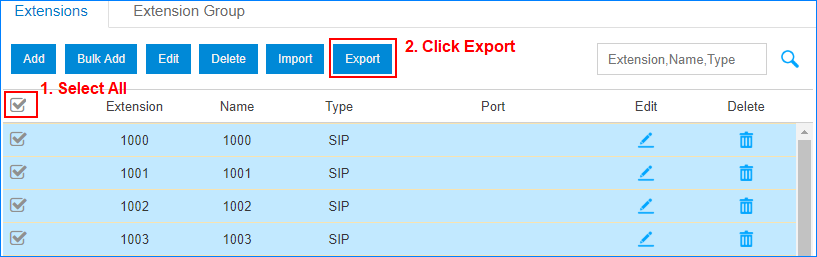 Extensions Extension Group
Add Bulk Add Edit Delete Import Export 2. Click Export Extension,Name,Type
1. Select All
Extension Name Type Port Edit Delete
1000 1000 SIP
1001 1001 SIP
1002 1002 SIP
1003 1003 SIP